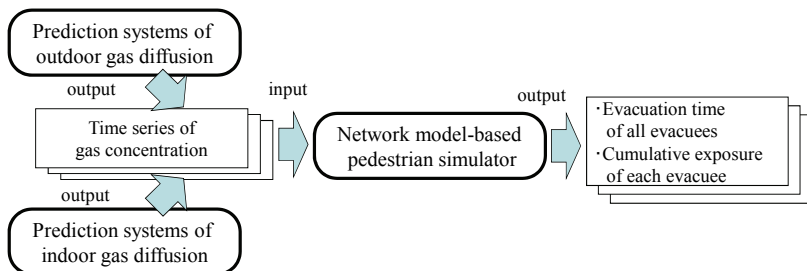 Prediction systems of
outdoor gas diffusion
output
input
output
Time series of
gas concentration
Network model-based
pedestrian simulator
・Evacuation time
of all evacuees
・Cumulative exposure
of each evacuee
output
Prediction systems of
indoor gas diffusion